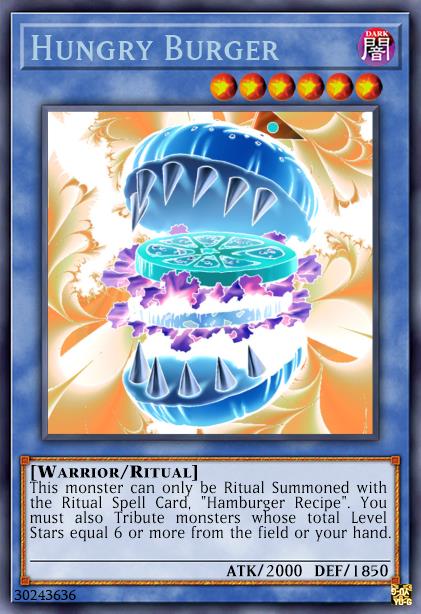 Hungry Burger
DARK
闇
[Warrior/Ritual]
This monster can only be Ritual Summoned with
the Ritual Spell Card, "Hamburger Recipe". You
must also Tribute monsters whose total Level
Stars equal 6 or more from the field or your hand.
ATK/2000 DEF/1850
30243636